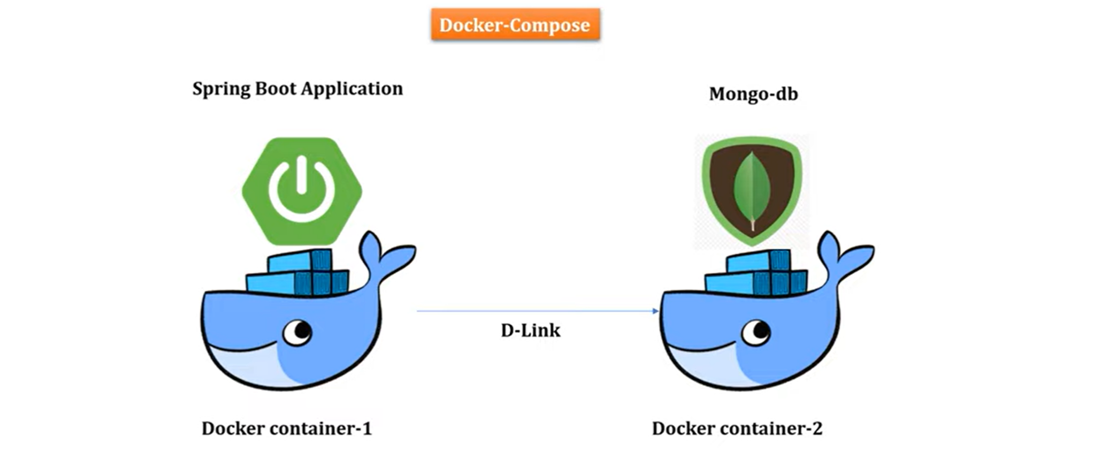 Docker-Compose
Spring Boot Application
Mongo-db
D-Link
Docker container-1
Docker container-2